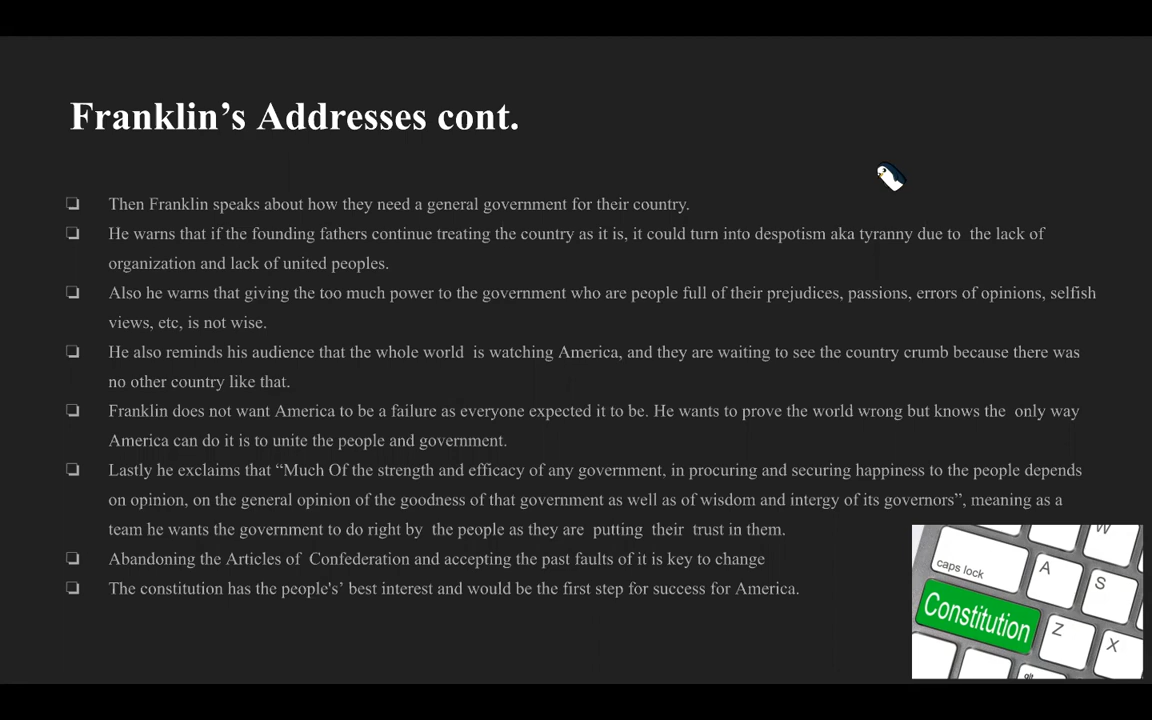 Franklin’s Addresses cont.
❏ Then Franklin speaks about how they need a general government for their country.
❏ He warns that if the founding fathers continue treating the country as it is, it could turn into despotism aka tyranny due to  the lack of
organization and lack of united peoples.
❏ Also he warns that giving the too much power to the government who are people full of their prejudices, passions, errors of opinions, selfish
views, etc, is not wise.
❏ He also reminds his audience that the whole world  is watching America, and they are waiting to see the country crumb because there was
no other country like that.
❏ Franklin does not want America to be a failure as everyone expected it to be. He wants to prove the world wrong but knows the  only way
America can do it is to unite the people and government.
❏ Lastly he exclaims that “Much Of the strength and efficacy of any government, in procuring and securing happiness to the people depends
on opinion, on the general opinion of the goodness of that government as well as of wisdom and intergy of its governors”, meaning as a
team he wants the government to do right by  the people as they are  putting  their  trust in them.
❏ Abandoning the Articles of  Confederation and accepting the past faults of it is key to change
❏ The constitution has the people's’ best interest and would be the first step for success for America.
W
caps lock A S
Constitution Z X
alt